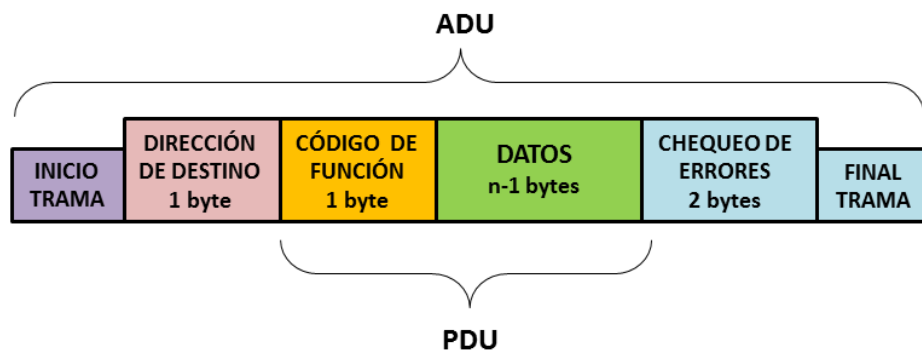 ADU
INICIO
TRAMA
DIRECCIÓN
DE DESTINO
1 byte
CÓDIGO DE
FUNCIÓN
1 byte
DATOS
n-1 bytes
CHEQUEO DE
ERRORES
2 bytes
FINAL
TRAMA
PDU